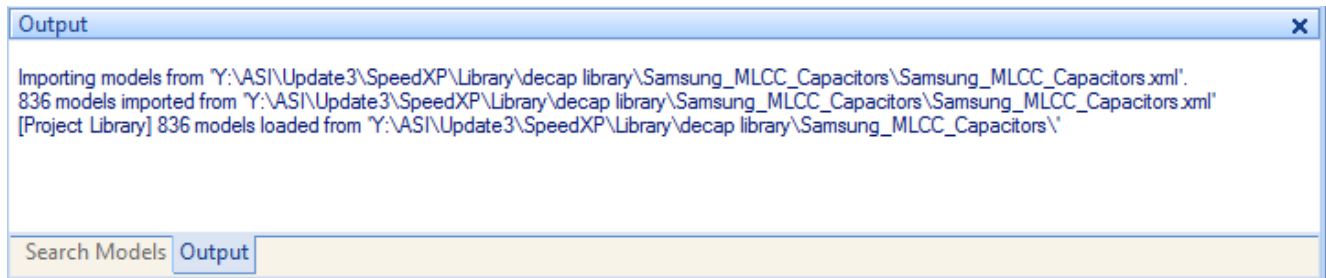 Output
Importing models from 'Y:\ASI\Update3\SpeedXP\Library\decap library\Samsung_MLCC_Capacitors\Samsung_MLCC_Capacitors.xml'.
836 models imported from 'Y:\ASI\Update3\SpeedXP\Library\decap library\Samsung_MLCC_Capacitors\Samsung_MLCC_Capacitors.xml'
[Project Library] 836 models loaded from 'Y:\ASI\Update3\SpeedXP\Library\decap library\Samsung_MLCC_Capacitors\'
Search Models Output